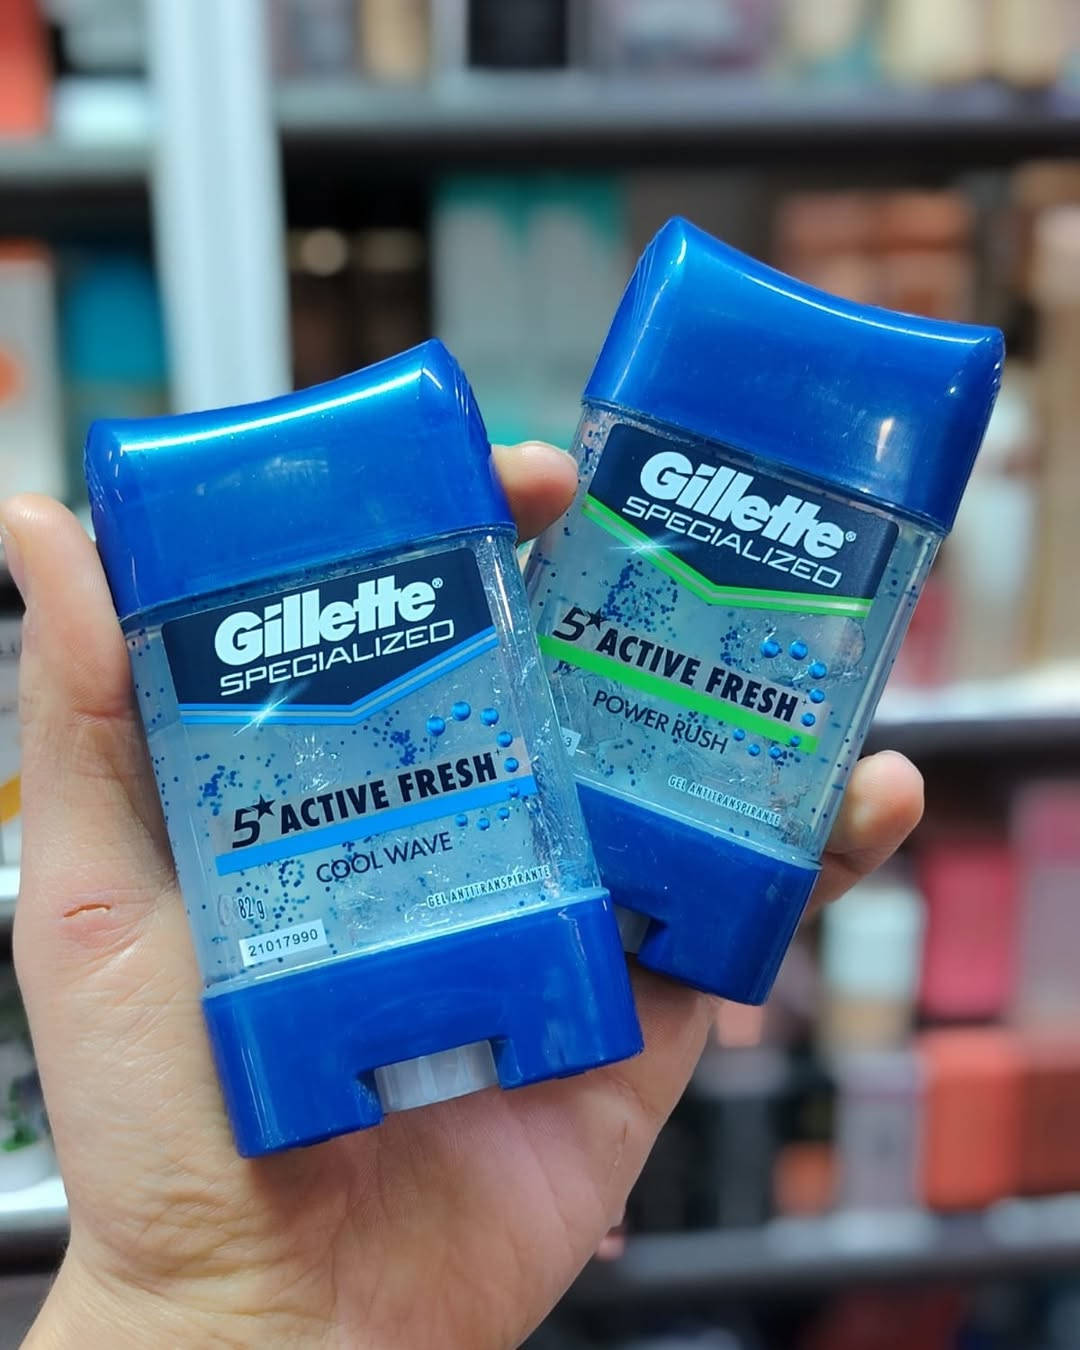 Gillette®
SPECIALIZED
5★ ACTIVE FRESH
COOL WAVE
GEL ANTITRANSPIRANTE
82 g
21017990
Gillette®
SPECIALIZED
5★ ACTIVE FRESH
POWER RUSH
GEL ANTITRANSPIRANTE
3